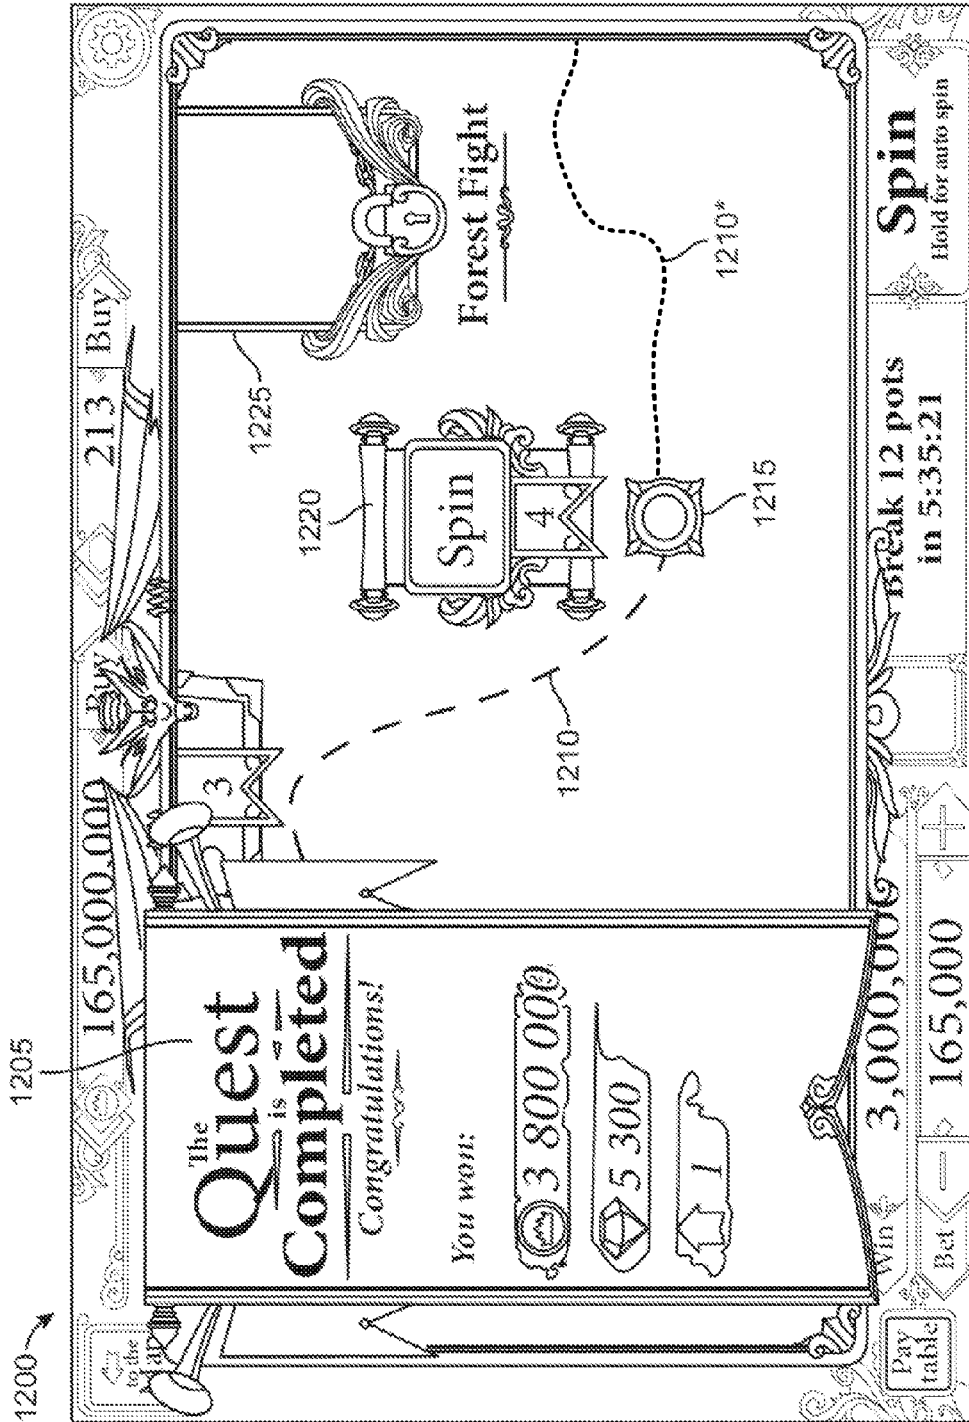 1200
1205
to the
165,000,000
Buy
213
Buy
The
Quest
is
Completed
Congratulations!
You won:
3 800 000
5 300
1
3
1210
1220
Spin
4
1215
1225
Forest Fight
1210*
Pay
table
Win
3,000,000
Bet
−
165,000
+
Break 12 pots
in 5:35:21
Spin
Hold for auto spin